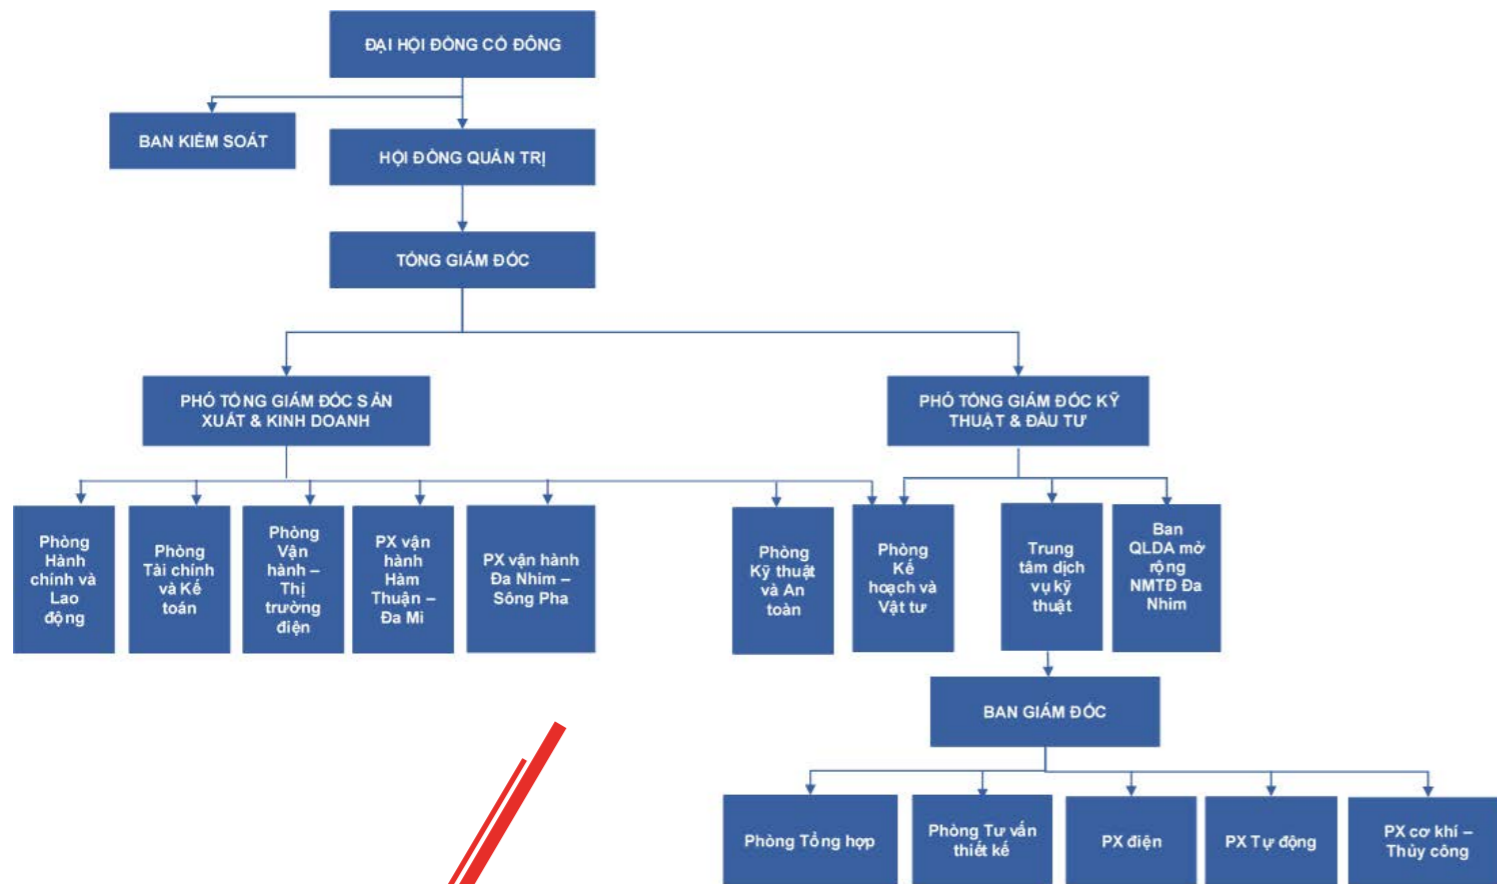 ĐẠI HỘI ĐỒNG CỔ ĐÔNG
BAN KIỂM SOÁT
HỘI ĐỒNG QUẢN TRỊ
TỔNG GIÁM ĐỐC
PHÓ TỔNG GIÁM ĐỐC SẢN
XUẤT & KINH DOANH
PHÓ TỔNG GIÁM ĐỐC KỸ
THUẬT & ĐẦU TƯ
Phòng
Hành
chính và
Lao
động
Phòng
Tài chính
và Kế
toán
Phòng
Vận
hành –
Thị
trường
điện
PX vận
hành
Hàm
Thuận –
Đa Mi
PX vận hành
Đa Nhim –
Sông Pha
Phòng
Kỹ thuật
và An
toàn
Phòng
Kế
hoạch và
Vật tư
Trung
tâm dịch
vụ kỹ
thuật
Ban
QLDA mở
rộng
NMTĐ Đa
Nhim
BAN GIÁM ĐỐC
Phòng Tổng hợp
Phòng Tư vấn
thiết kế
PX điện
PX Tự động
PX cơ khí –
Thủy công